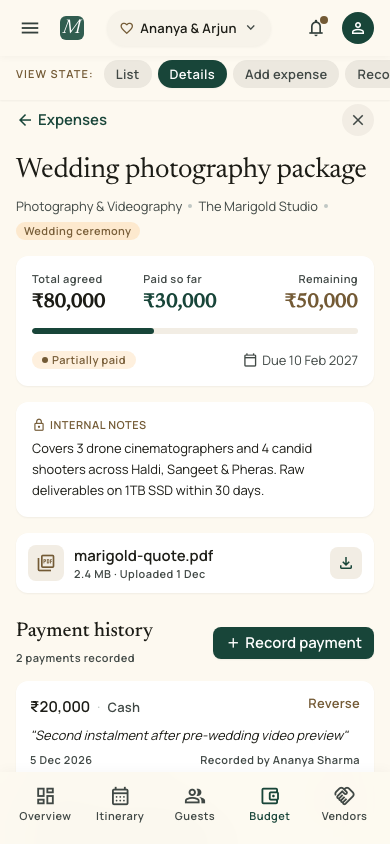 M
Ananya & Arjun
VIEW STATE:
List
Details
Add expense
Reco
Expenses
Wedding photography package
Photography & Videography • The Marigold Studio •
Wedding ceremony
Total agreed
Paid so far
Remaining
₹80,000
₹30,000
₹50,000
Partially paid
Due 10 Feb 2027
INTERNAL NOTES
Covers 3 drone cinematographers and 4 candid
shooters across Haldi, Sangeet & Pheras. Raw
deliverables on 1TB SSD within 30 days.
PDF
marigold-quote.pdf
2.4 MB · Uploaded 1 Dec
Payment history
2 payments recorded
+ Record payment
₹20,000 · Cash
Reverse
"Second instalment after pre-wedding video preview"
5 Dec 2026
Recorded by Ananya Sharma
Overview
Itinerary
Guests
Budget
Vendors